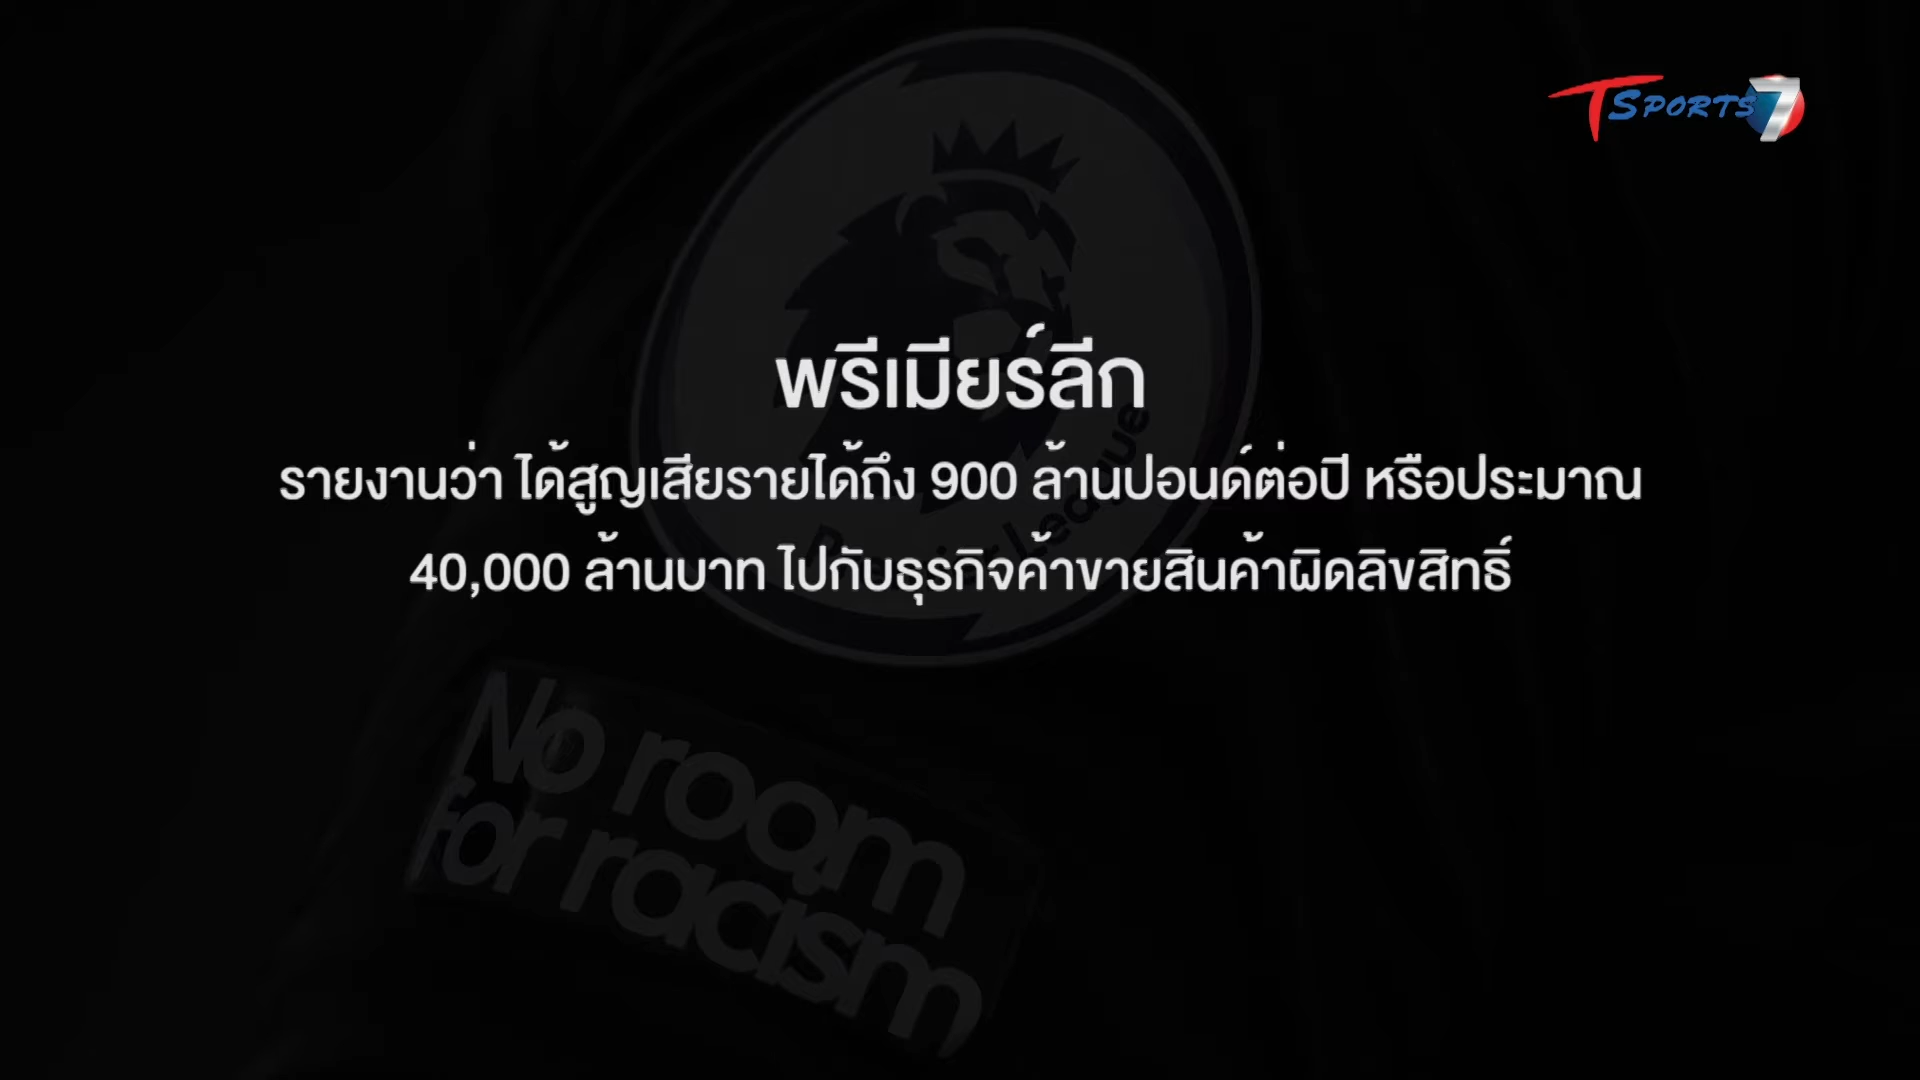 TSPORTS7
พรีเมียร์ลีก
รายงานว่า ได้สูญเสียรายได้ถึง 900 ล้านปอนด์ต่อปี หรือประมาณ
40,000 ล้านบาท ไปกับธุรกิจค้าขายสินค้าผิดลิขสิทธิ์
Premier League
No room
for racism